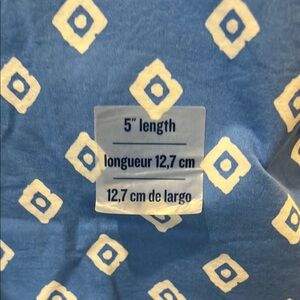 5" length
longueur 12,7 cm
12,7 cm de largo